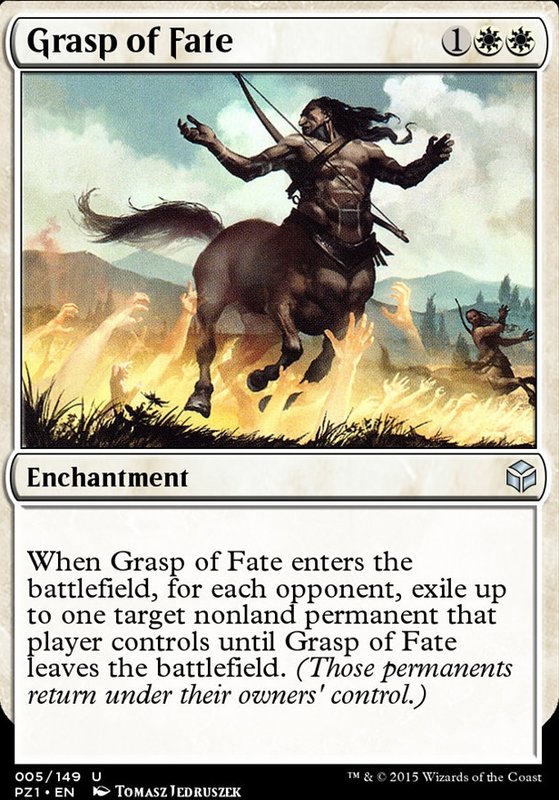 Grasp of Fate 1
Enchantment
When Grasp of Fate enters the
battlefield, for each opponent, exile up
to one target nonland permanent that
player controls until Grasp of Fate
leaves the battlefield. (Those permanents
return under their owners' control.)
005/149 U
PZ1 • EN Tomasz Jedruszek
™ & © 2015 Wizards of the Coast